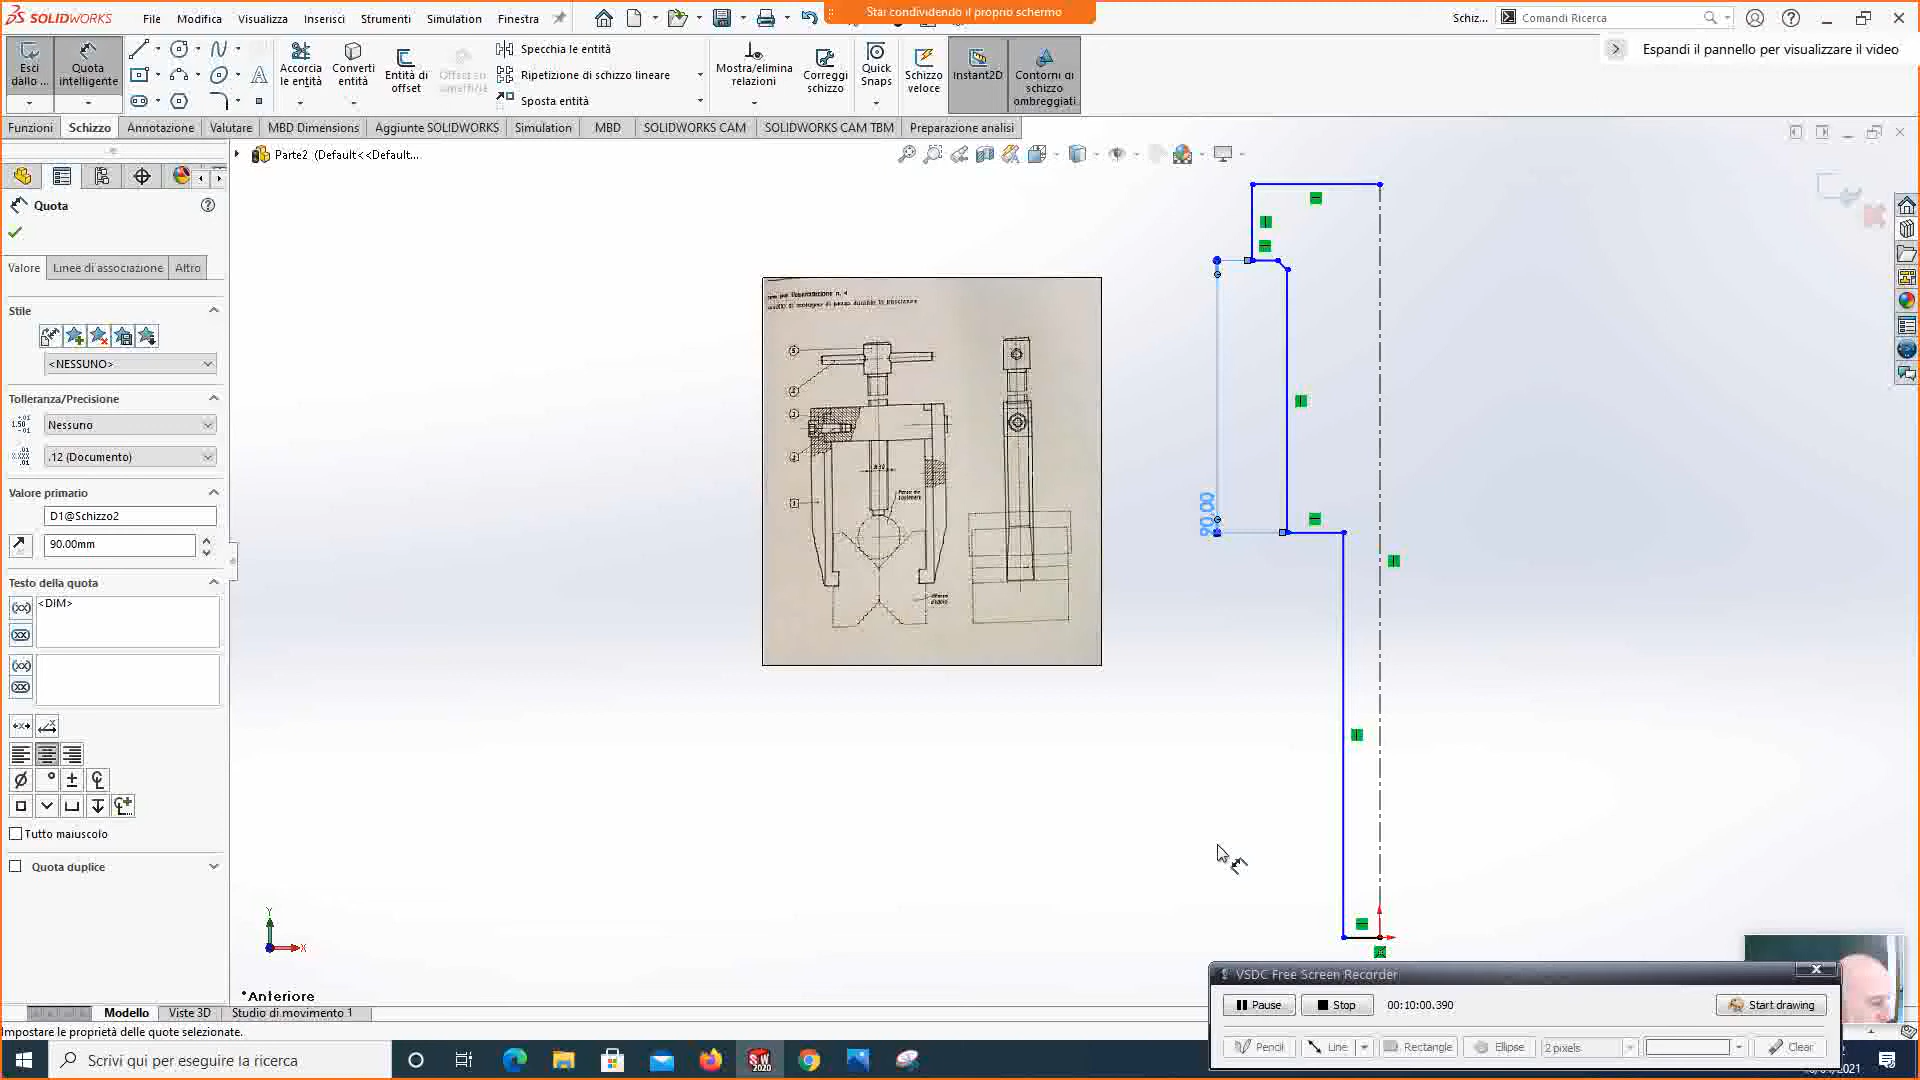 SOLIDWORKS
File
Modifica
Visualizza
Inserisci
Strumenti
Simulation
Finestra
Stai condividendo il proprio schermo
Schiz...
Comandi Ricerca
Espandi il pannello per visualizzare il video
Esci dallo ...
Quota intelligente
Accorcia le entità
Converti entità
Entità di offset
Offset su superficie
Specchia le entità
Ripetizione di schizzo lineare
Sposta entità
Mostra/elimina relazioni
Correggi schizzo
Quick Snaps
Schizzo veloce
Instant2D
Contorni di schizzo ombreggiati
Funzioni
Schizzo
Annotazione
Valutare
MBD Dimensions
Aggiunte SOLIDWORKS
Simulation
MBD
SOLIDWORKS CAM
SOLIDWORKS CAM TBM
Preparazione analisi
Parte2 (Default<<Default...
Quota
Valore
Linee di associazione
Altro
Stile
<NESSUNO>
Tolleranza/Precisione
Nessuno
.12 (Documento)
Valore primario
D1@Schizzo2
90.00mm
Testo della quota
<DIM>
Tutto maiuscolo
Quota duplice
90.00
Y
X
*Anteriore
Modello
Viste 3D
Studio di movimento 1
Impostare le proprietà delle quote selezionate.
VSDC Free Screen Recorder
Pause
Stop
00:10:00.390
Start drawing
Pencil
Line
Rectangle
Ellipse
2 pixels
Clear
Scrivi qui per eseguire la ricerca
SW 2020